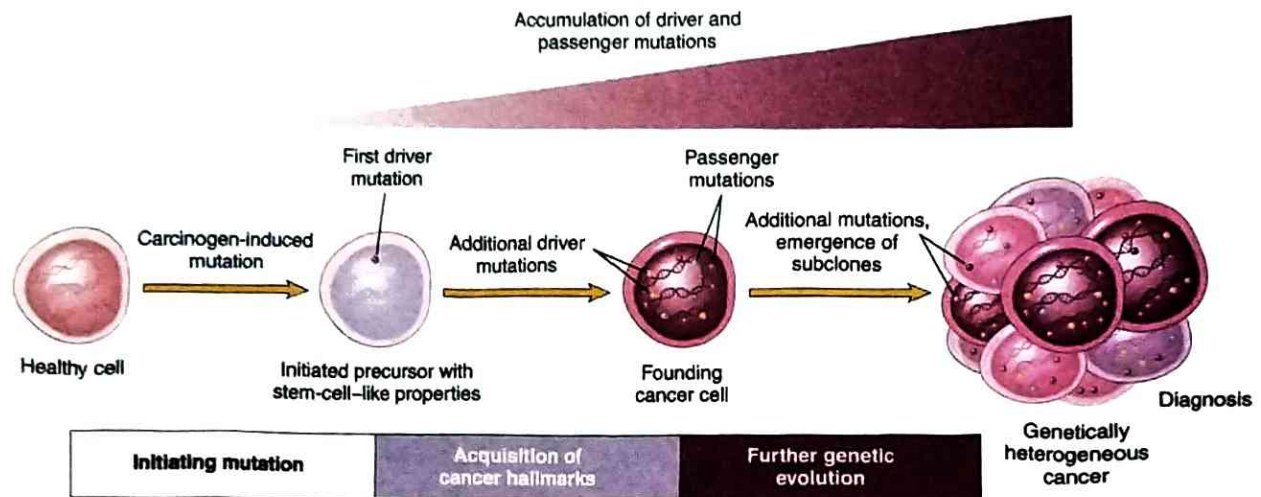 Accumulation of driver and
passenger mutations
First driver
mutation
Passenger
mutations
Carcinogen-induced
mutation
Additional driver
mutations
Additional mutations,
emergence of
subclones
Healthy cell
Initiated precursor with
stem-cell–like properties
Founding
cancer cell
Diagnosis
Genetically
heterogeneous
cancer
Initiating mutation
Acquisition of
cancer hallmarks
Further genetic
evolution